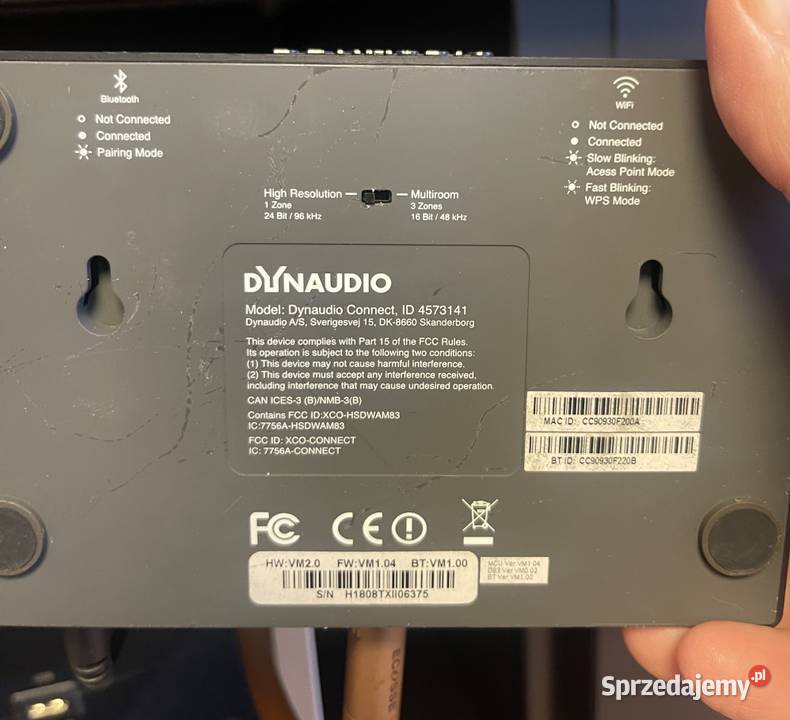 Bluetooth
Not Connected
Connected
Pairing Mode
WiFi
Not Connected
Connected
Slow Blinking:
Acess Point Mode
Fast Blinking:
WPS Mode
High Resolution
1 Zone
24 Bit / 96 kHz
Multiroom
3 Zones
16 Bit / 48 kHz
DYNAUDIO
Model: Dynaudio Connect, ID 4573141
Dynaudio A/S, Sverigesvej 15, DK-8660 Skanderborg
This device complies with Part 15 of the FCC Rules.
Its operation is subject to the following two conditions:
(1) This device may not cause harmful interference.
(2) This device must accept any interference received,
including interference that may cause undesired operation.
CAN ICES-3 (B)/NMB-3(B)
Contains FCC ID:XCO-HSDWAM83
IC:7756A-HSDWAM83
FCC ID: XCO-CONNECT
IC: 7756A-CONNECT
MAC ID: CC90930F200A
BT ID: CC90930F220B
FC CE
HW:VM2.0 FW:VM1.04 BT:VM1.00
S/N H1808TXII06375
MCU Ver:VM1.04
BT Ver:VM1.00
Sprzedajemy.pl